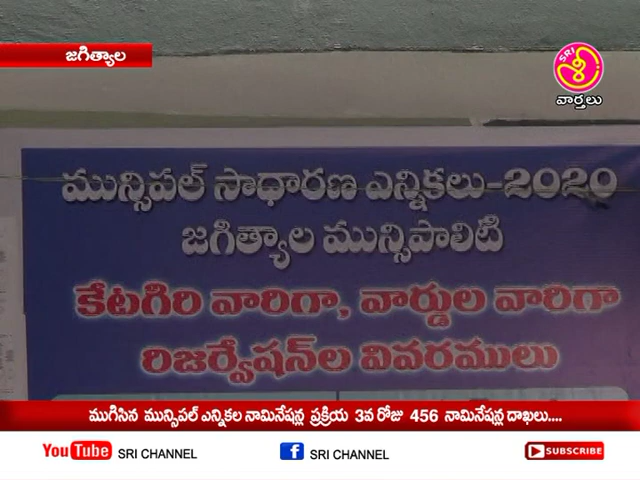 జగిత్యాల
SRI
శ్రీ
వార్తలు
మున్సిపల్ సాధారణ ఎన్నికలు-2020
జగిత్యాల మున్సిపాలిటి
కేటగిరి వారిగా, వార్డుల వారిగా
రిజర్వేషన్‌ల వివరములు
ముగిసిన మున్సిపల్ ఎన్నికల నామినేషన్ల ప్రక్రియ 3వ రోజు 456 నామినేషన్ల దాఖలు....
YouTube SRI CHANNEL f SRI CHANNEL SUBSCRIBE